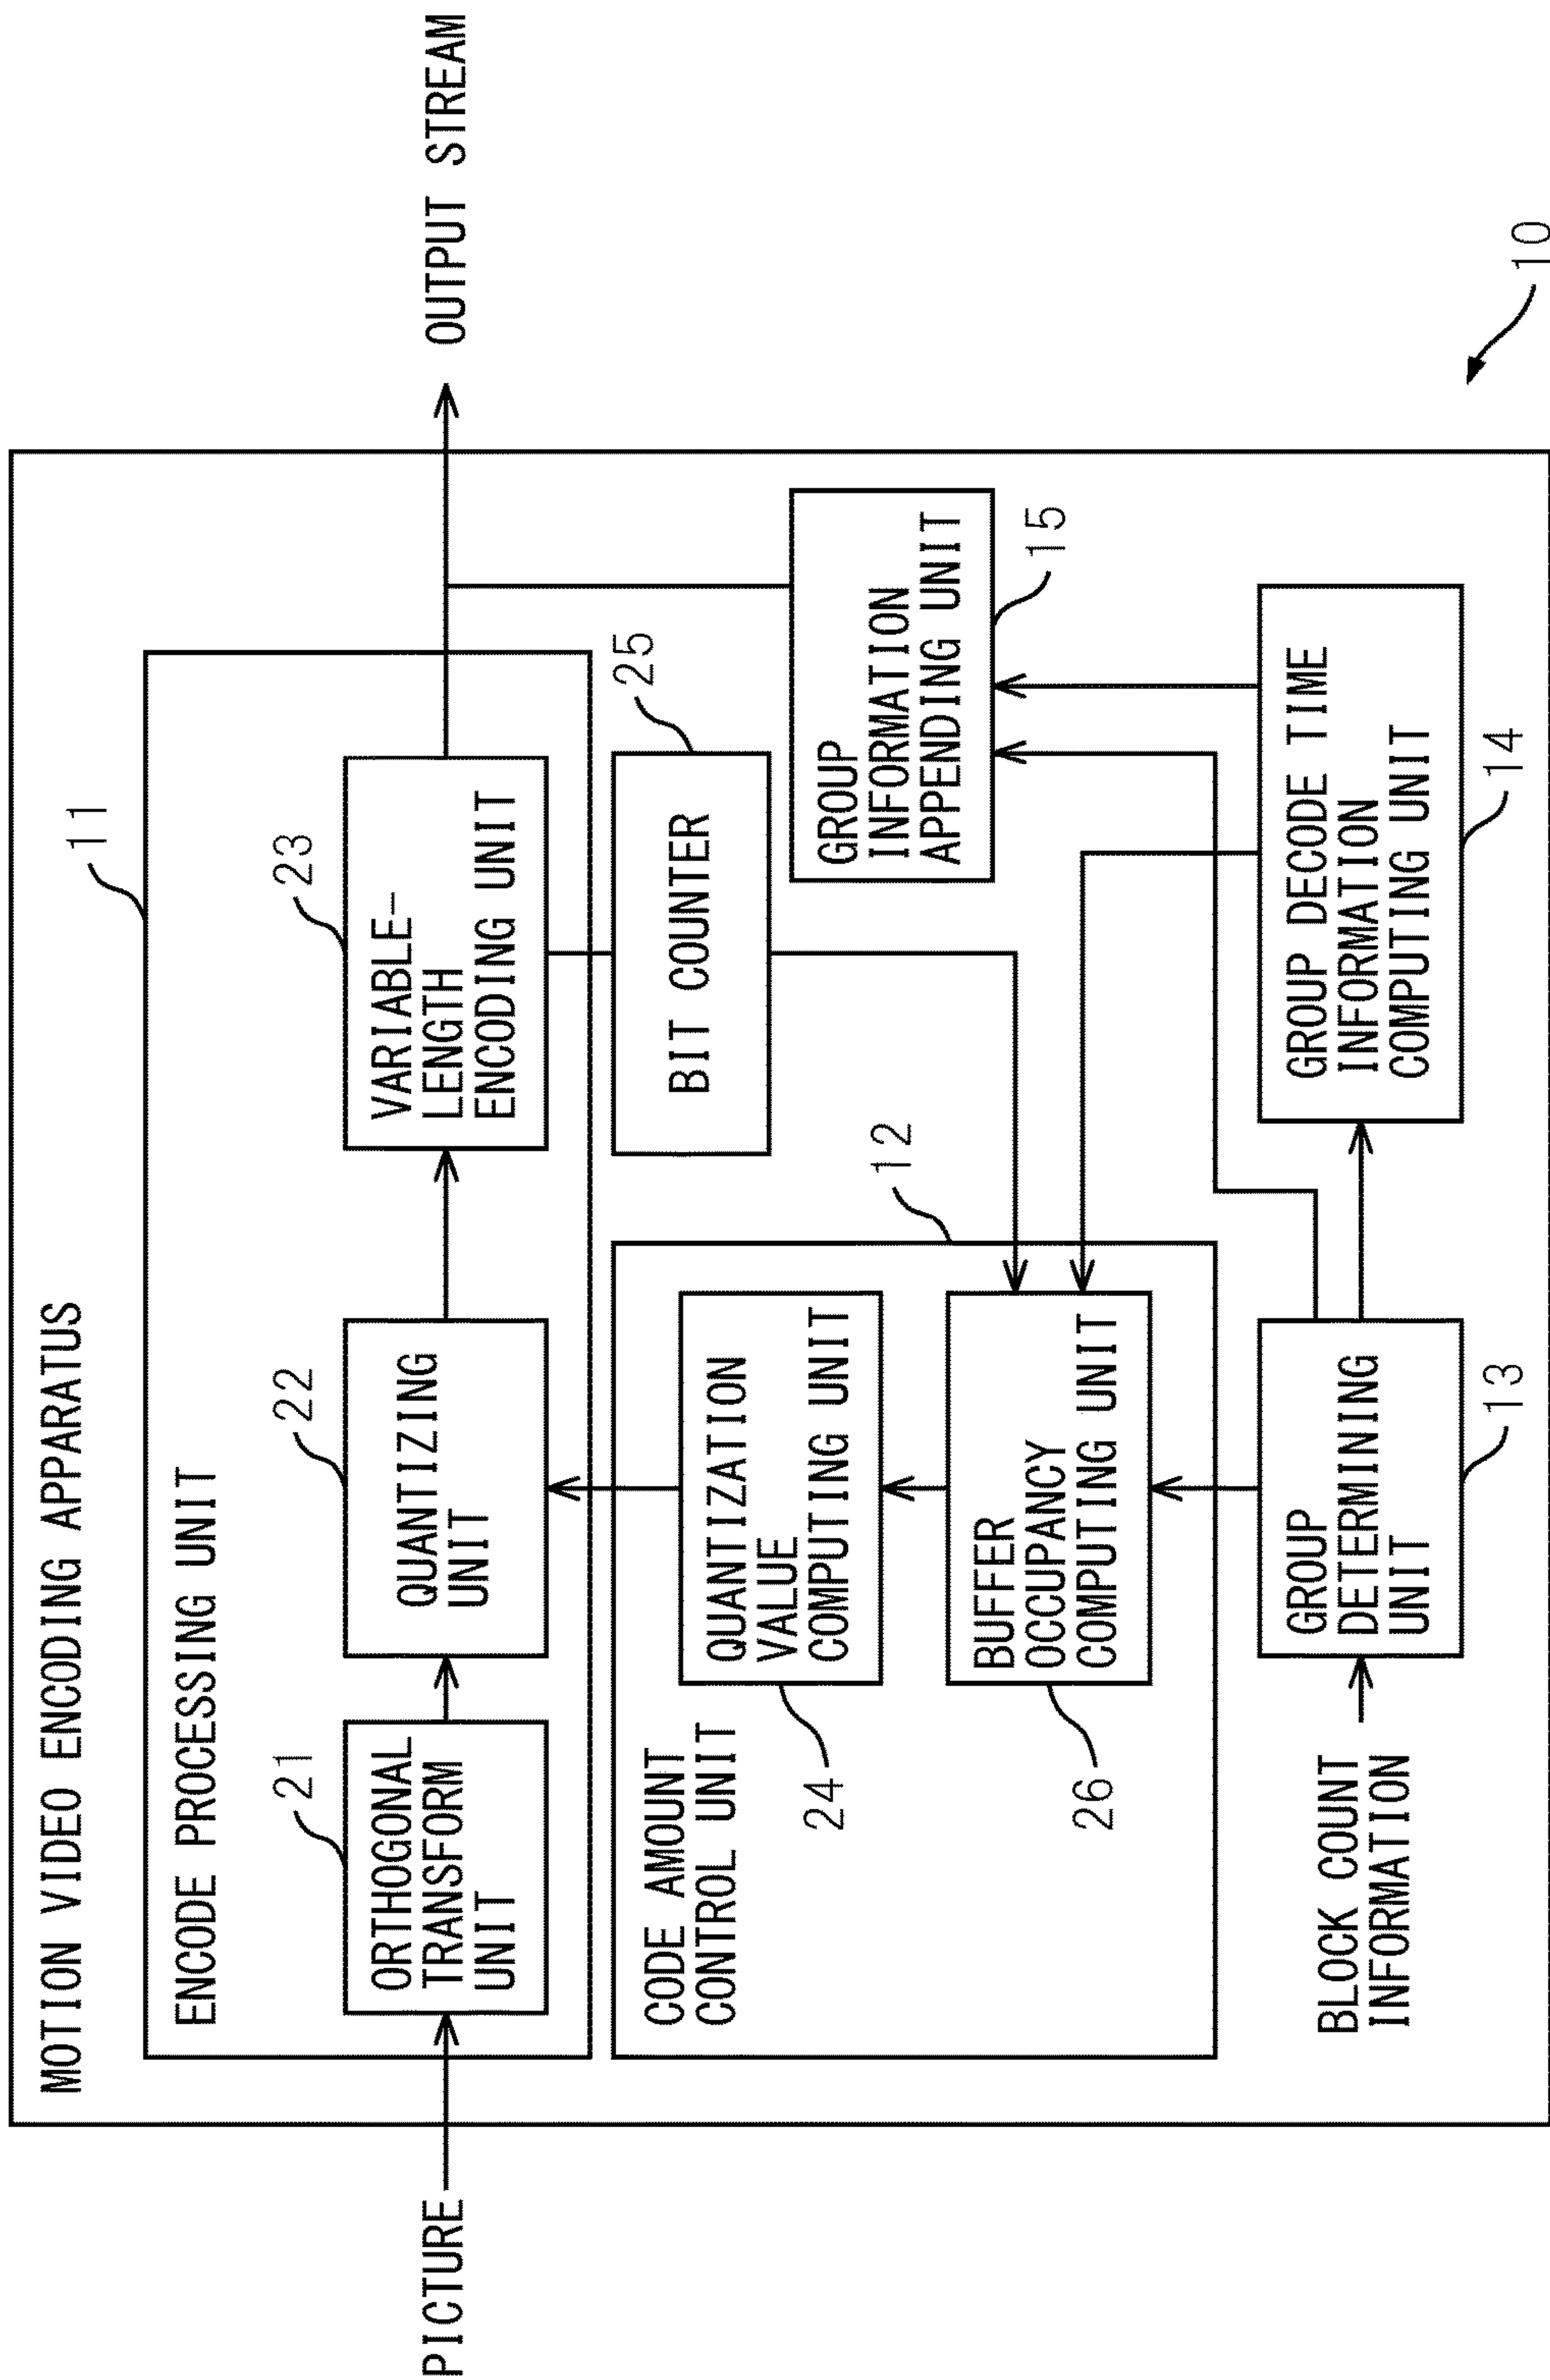 MOTION VIDEO ENCODING APPARATUS
11
ENCODE PROCESSING UNIT
21
22
23
PICTURE
ORTHOGONAL
TRANSFORM
UNIT
QUANTIZING
UNIT
VARIABLE-
LENGTH
ENCODING UNIT
OUTPUT STREAM
25
CODE AMOUNT
CONTROL UNIT
12
24
QUANTIZATION
VALUE
COMPUTING UNIT
BIT COUNTER
26
BUFFER
OCCUPANCY
COMPUTING UNIT
GROUP
INFORMATION
APPENDING UNIT
15
BLOCK COUNT
INFORMATION
GROUP
DETERMINING
UNIT
13
GROUP DECODE TIME
INFORMATION
COMPUTING UNIT
14
10